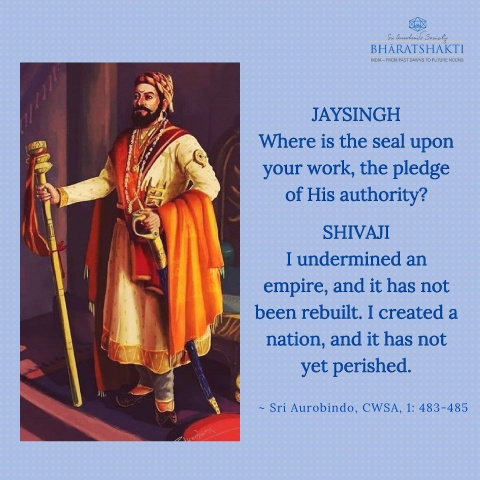 Sri Aurobindo Society
BHARATSHAKTI
INDIA – FROM PAST DAWNS TO FUTURE NOONS
JAYSINGH
Where is the seal upon
your work, the pledge
of His authority?
SHIVAJI
I undermined an
empire, and it has not
been rebuilt. I created a
nation, and it has not
yet perished.
~ Sri Aurobindo, CWSA, 1: 483-485